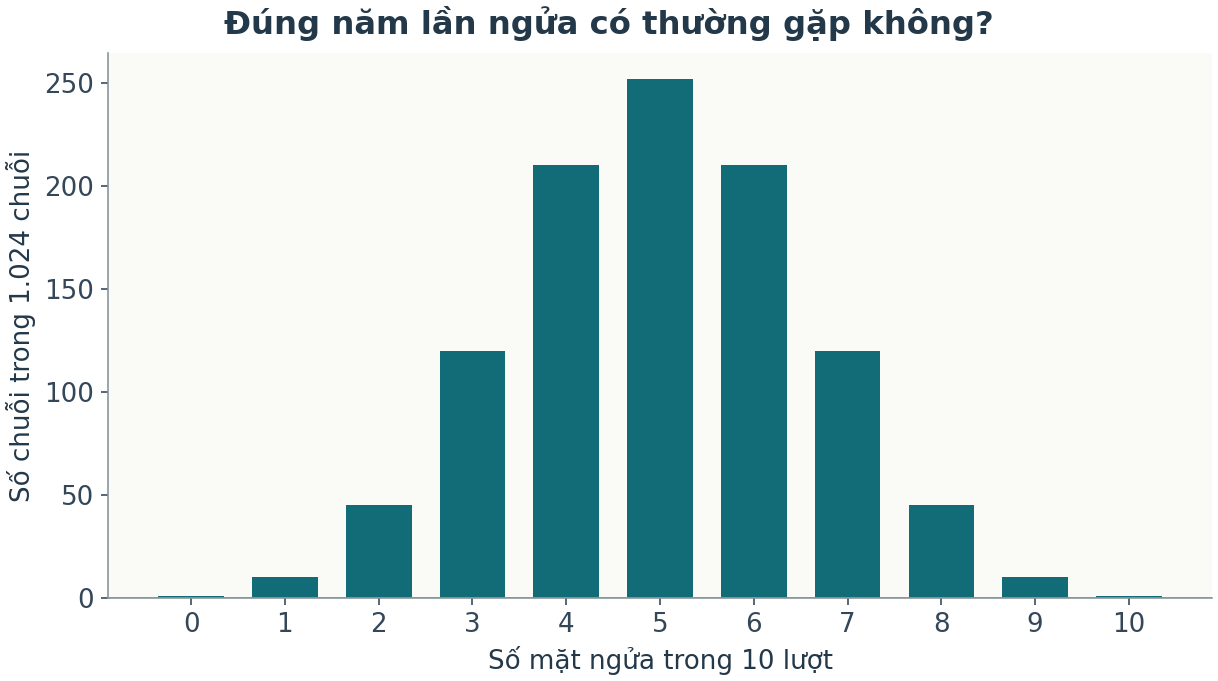 Đúng năm lần ngửa có thường gặp không?
Số chuỗi trong 1.024 chuỗi
250
200
150
100
50
0
0 1 2 3 4 5 6 7 8 9 10
Số mặt ngửa trong 10 lượt